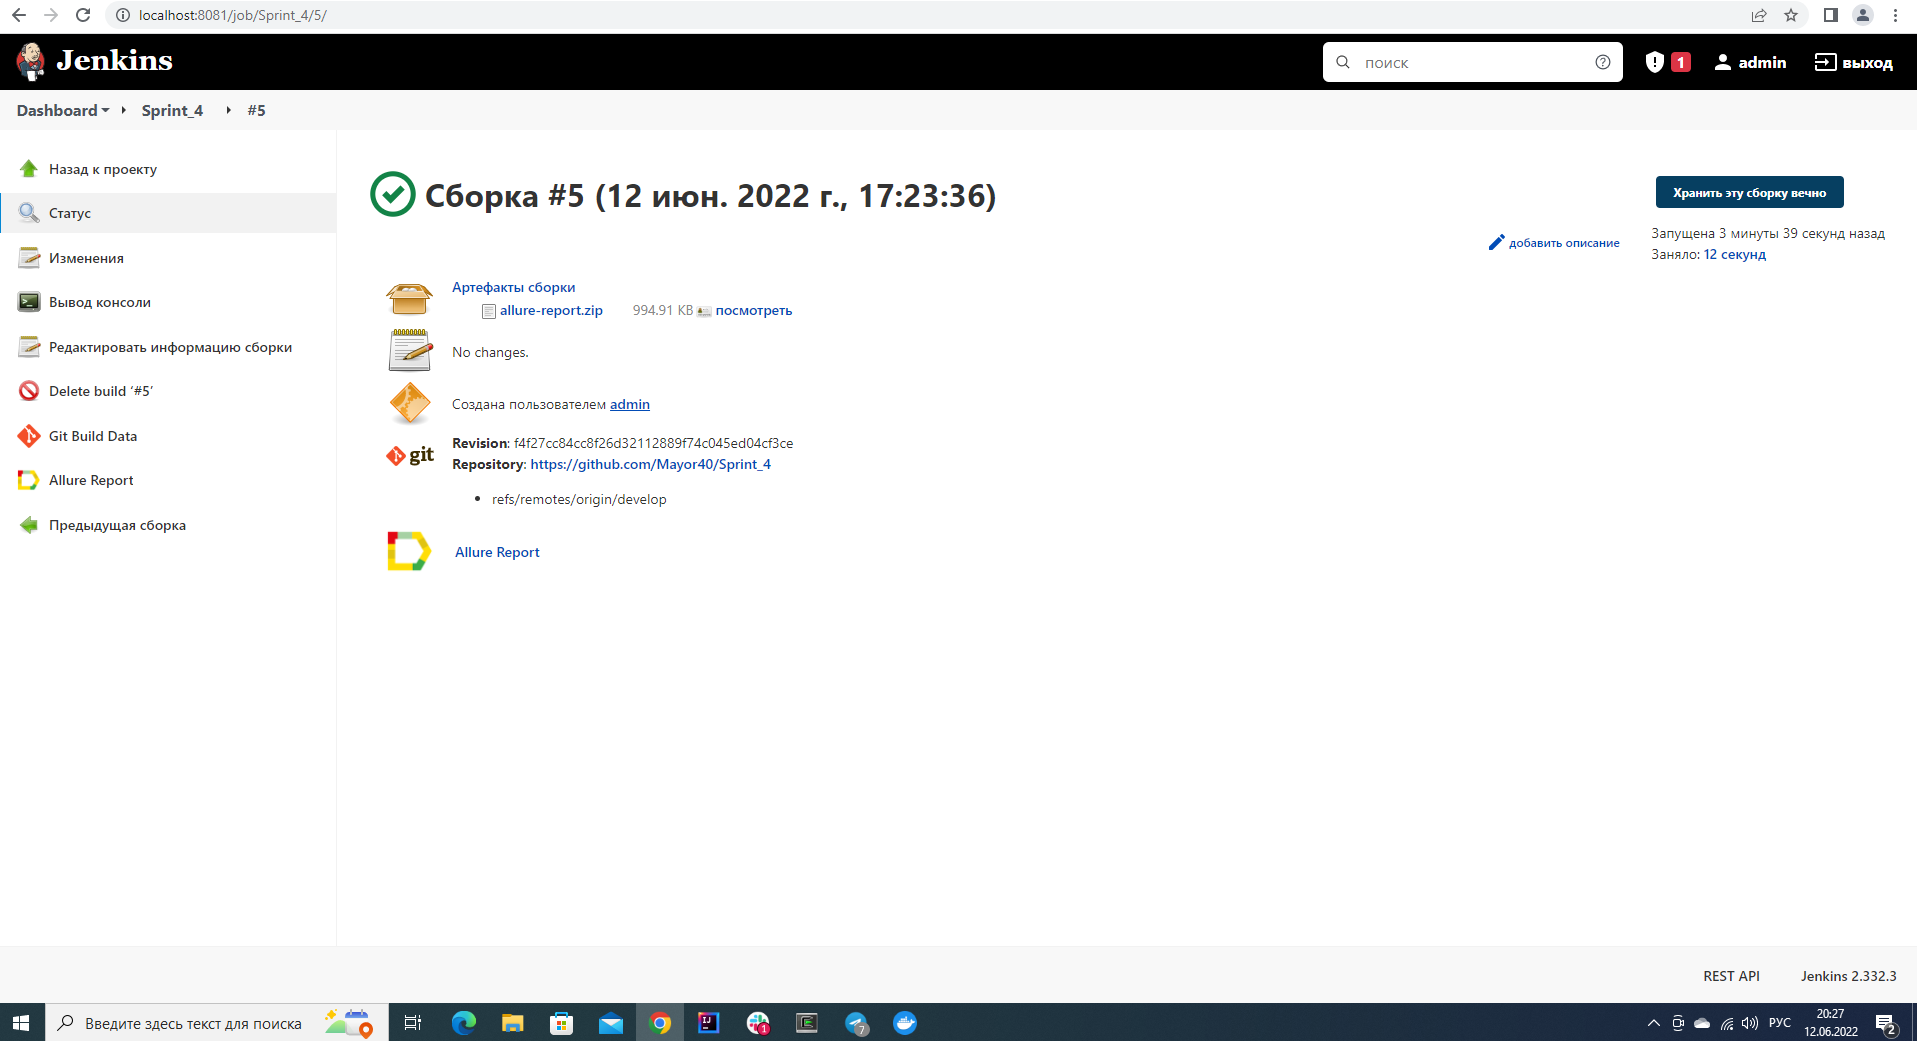 localhost:8081/job/Sprint_4/5/
Jenkins
поиск
1
admin
выход
Dashboard
Sprint_4
#5
Назад к проекту
Статус
Изменения
Вывод консоли
Редактировать информацию сборки
Delete build ‘#5’
Git Build Data
Allure Report
Предыдущая сборка
Сборка #5 (12 июн. 2022 г., 17:23:36)
Хранить эту сборку вечно
добавить описание
Запущена 3 минуты 39 секунд назад
Заняло: 12 секунд
Артефакты сборки
allure-report.zip 994.91 KB посмотреть
No changes.
Создана пользователем admin
git
Revision: f4f27cc84cc8f26d32112889f74c045ed04cf3ce
Repository: https://github.com/Mayor40/Sprint_4
refs/remotes/origin/develop
Allure Report
REST API
Jenkins 2.332.3
Введите здесь текст для поиска
IJ
1
7
РУС
20:27
12.06.2022
2